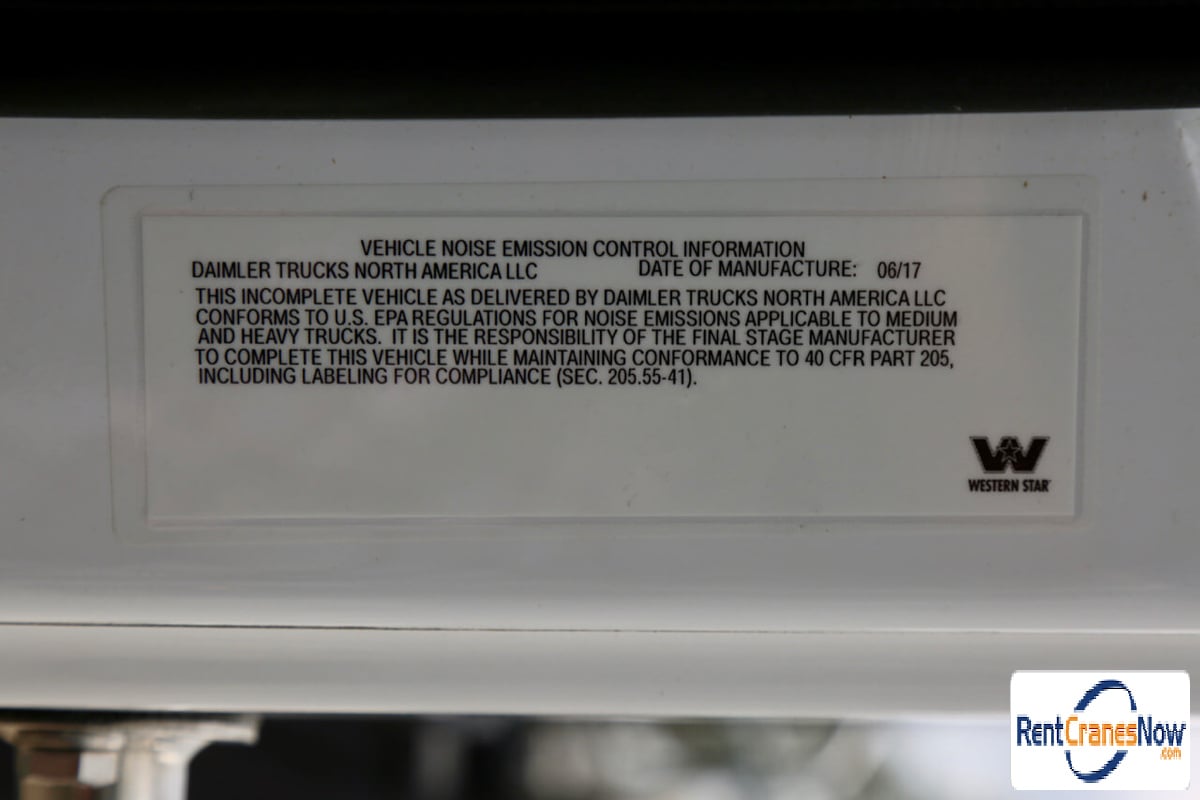 VEHICLE NOISE EMISSION CONTROL INFORMATION
DAIMLER TRUCKS NORTH AMERICA LLC DATE OF MANUFACTURE: 06/17
THIS INCOMPLETE VEHICLE AS DELIVERED BY DAIMLER TRUCKS NORTH AMERICA LLC
CONFORMS TO U.S. EPA REGULATIONS FOR NOISE EMISSIONS APPLICABLE TO MEDIUM
AND HEAVY TRUCKS. IT IS THE RESPONSIBILITY OF THE FINAL STAGE MANUFACTURER
TO COMPLETE THIS VEHICLE WHILE MAINTAINING CONFORMANCE TO 40 CFR PART 205,
INCLUDING LABELING FOR COMPLIANCE (SEC. 205.55-41).
W
WESTERN STAR
RentCranesNow
.com